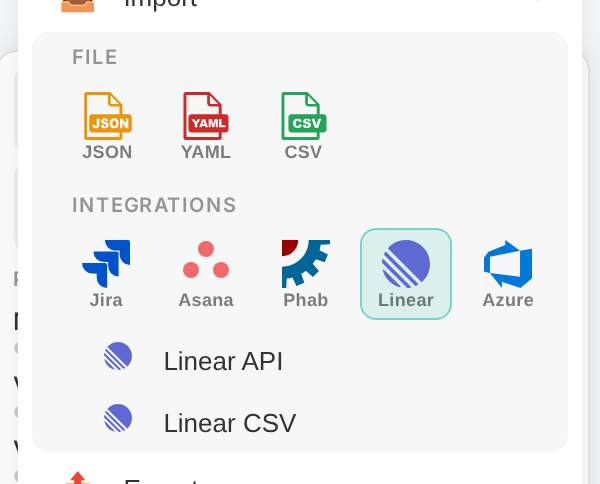 Import
FILE
JSON YAML CSV
JSON YAML CSV
INTEGRATIONS
Jira Asana Phab Linear Azure
Linear API
Linear CSV